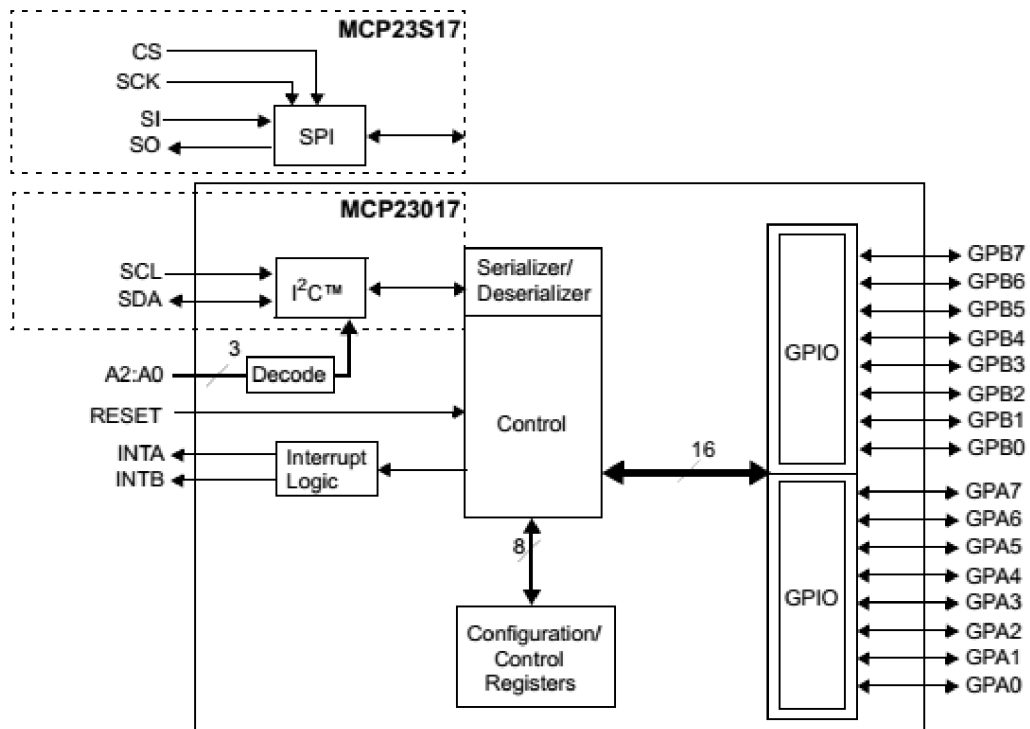 MCP23S17
CS
SCK
SI
SO
SPI
MCP23017
SCL
SDA
I²C™
Serializer/
Deserializer
3
A2:A0
Decode
RESET
Control
INTA
INTB
Interrupt
Logic
16
8
Configuration/
Control
Registers
GPIO
GPB7
GPB6
GPB5
GPB4
GPB3
GPB2
GPB1
GPB0
GPIO
GPA7
GPA6
GPA5
GPA4
GPA3
GPA2
GPA1
GPA0